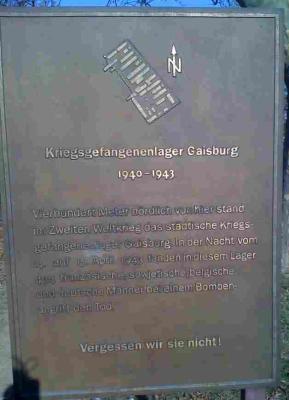 N
Kriegsgefangenenlager Gaisburg
1940 – 1943
Vierhundert Meter nördlich von hier stand
im Zweiten Weltkrieg das städtische Kriegs-
gefangenenlager Gaisburg. In der Nacht vom
auf April 1943 fanden in diesem Lager
französische, sowjetische, belgische
und deutsche Männer bei einem Bomben-
angriff den Tod.
Vergessen wir sie nicht!